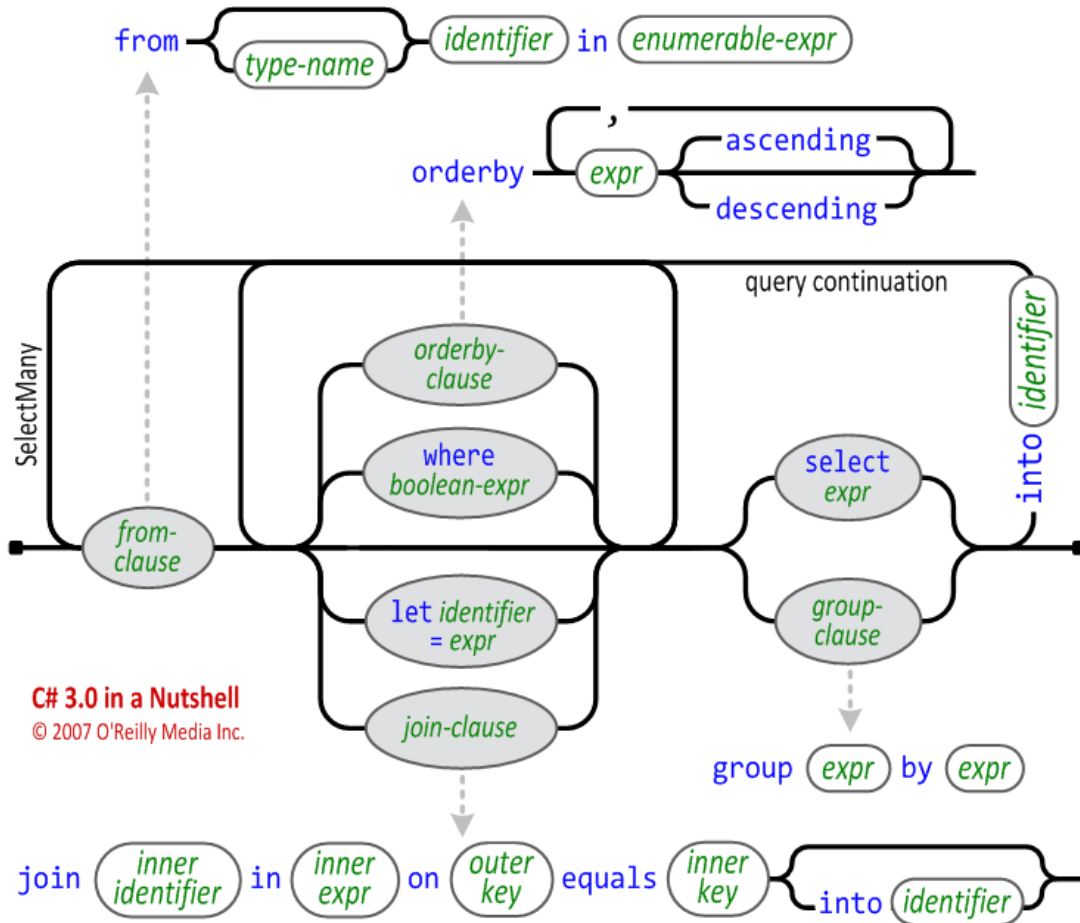 from type-name identifier in enumerable-expr
,
ascending
orderby expr
descending
query continuation
SelectMany
orderby-
clause
identifier
where
boolean-expr
select
expr
into
from-
clause
let identifier
= expr
group-
clause
C# 3.0 in a Nutshell
© 2007 O'Reilly Media Inc.
join-clause
group expr by expr
join inner
identifier in inner
expr on outer
key equals inner
key
into identifier